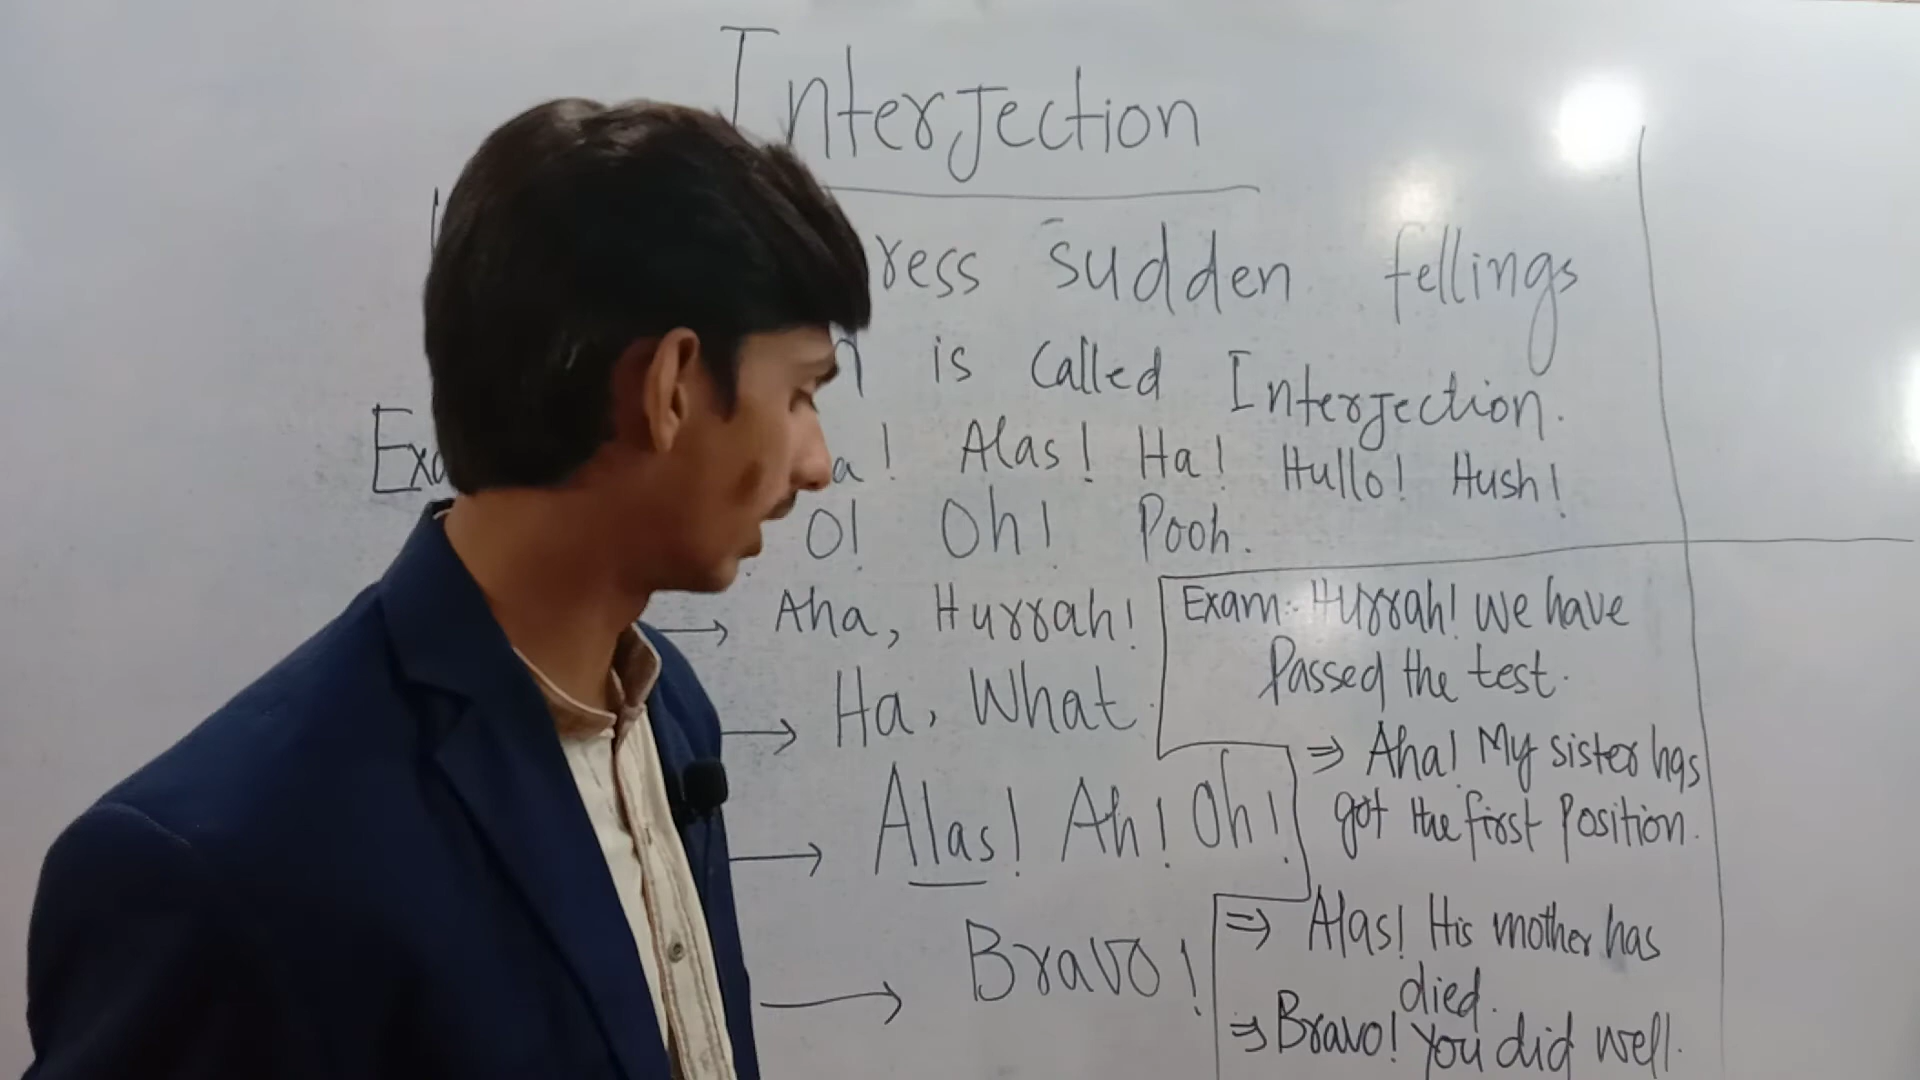 Interjection
ress sudden fellings
is called Interjection.
a! Alas! Ha! Hullo! Hush!
O! Oh! Pooh.
→ Aha, Hurrah!
→ Ha, What.
→ Alas! Ah! Oh!
→ Bravo!
Exam:- Hurrah! We have
Passed the test.
⇒ Aha! My sister has
got the first Position.
⇒ Alas! His mother has
died.
⇒ Bravo! You did well.